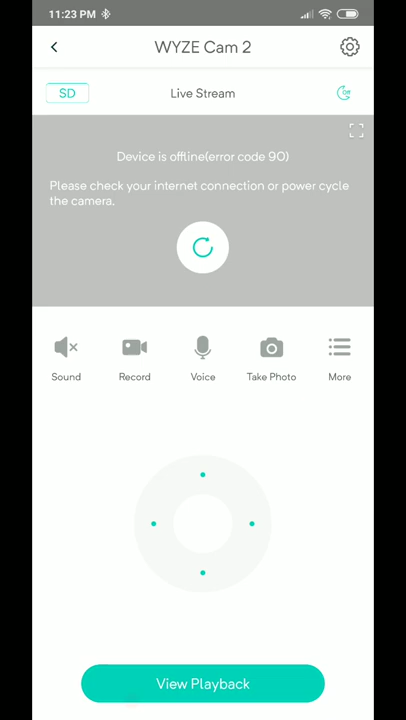 11:23 PM
WYZE Cam 2
SD
Live Stream
Off
Device is offline(error code 90)
Please check your internet connection or power cycle
the camera.
Sound
Record
Voice
Take Photo
More
View Playback